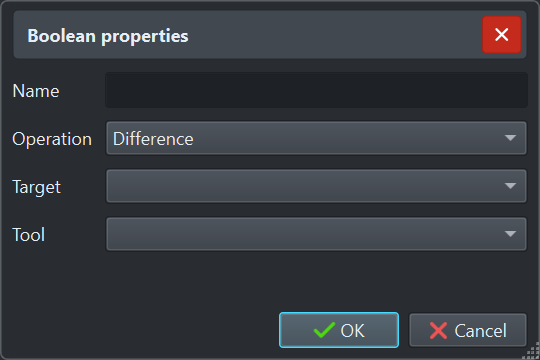 Boolean properties
Name
Operation Difference
Target
Tool
OK Cancel